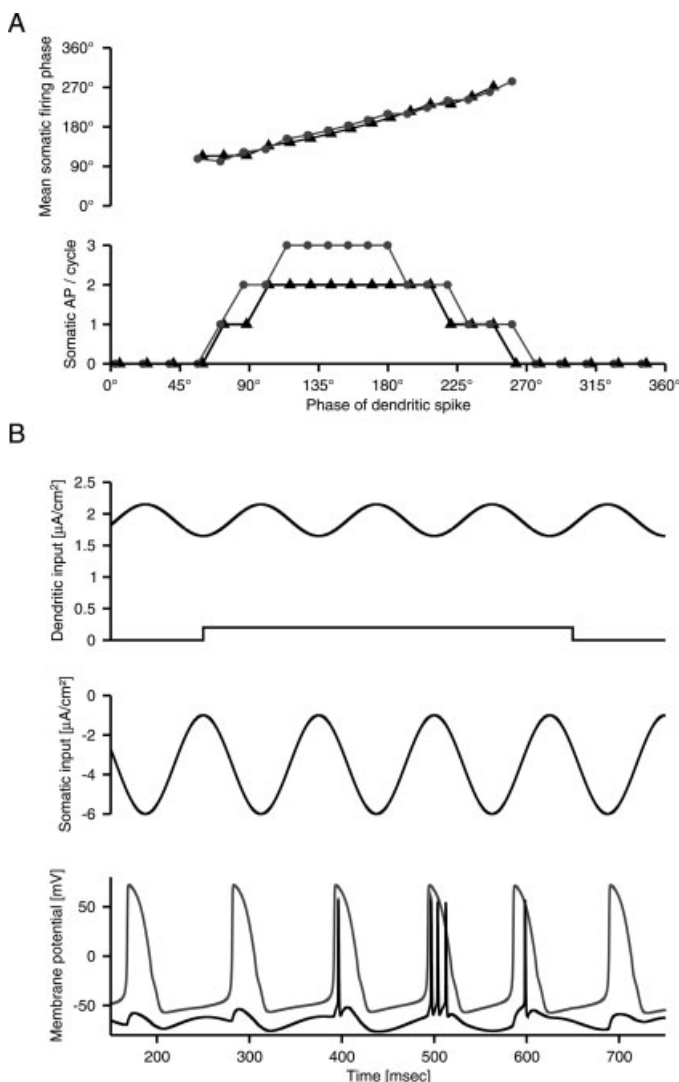 A
360°
270°
180°
90°
0°
Mean somatic firing phase
3
2
1
0
Somatic AP / cycle
0° 45° 90° 135° 180° 225° 270° 315° 360°
Phase of dendritic spike
B
2.5
2
1.5
1
0.5
0
Dendritic input [μA/cm²]
0
-2
-4
-6
Somatic input [μA/cm²]
50
0
-50
Membrane potential [mV]
200 300 400 500 600 700
Time [msec]